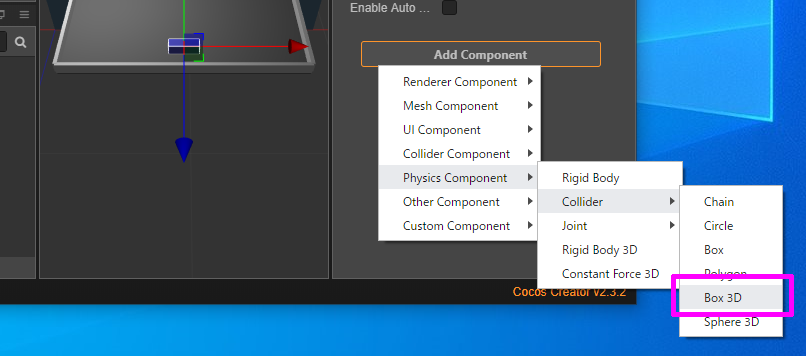 Enable Auto ...
Add Component
Renderer Component
Mesh Component
UI Component
Collider Component
Physics Component
Other Component
Custom Component
Rigid Body
Collider
Joint
Rigid Body 3D
Constant Force 3D
Chain
Circle
Box
Polygon
Box 3D
Sphere 3D
Cocos Creator v2.3.2